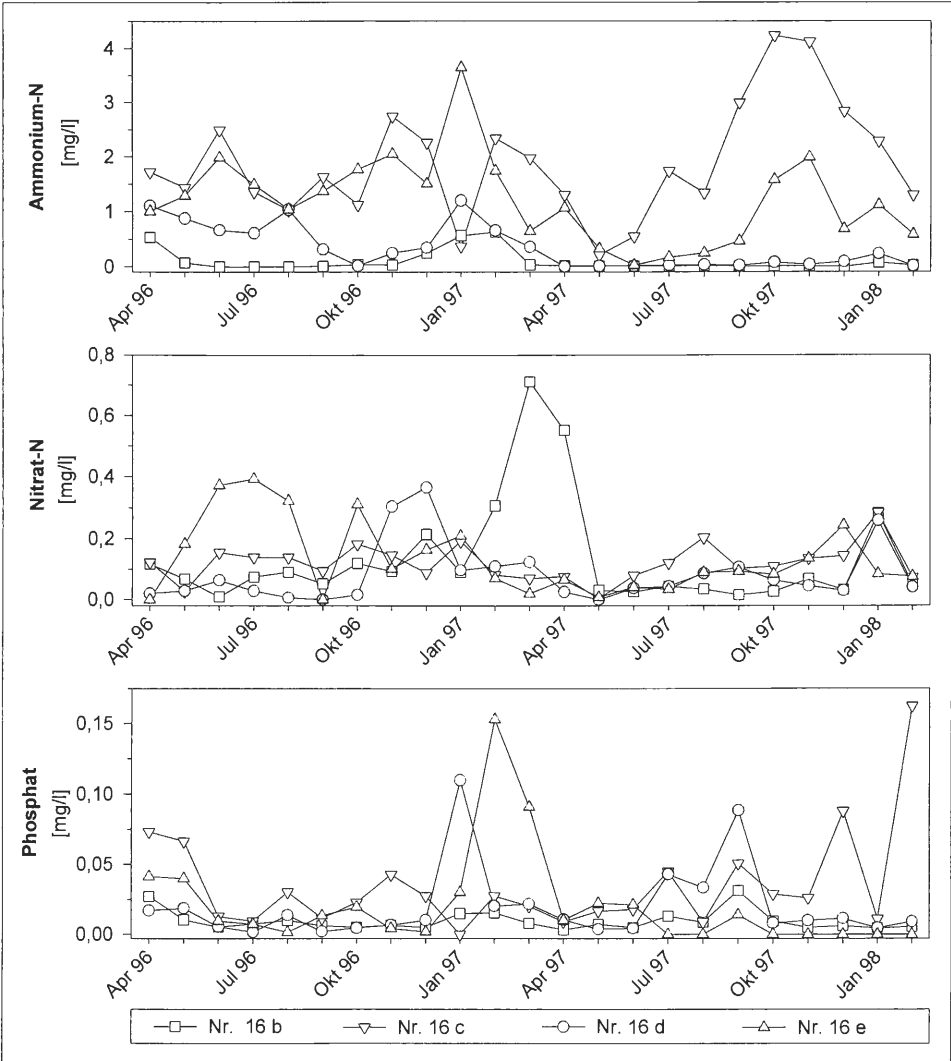 Ammonium-N
[mg/l]
4
3
2
1
0
Apr 96
Jul 96
Okt 96
Jan 97
Apr 97
Jul 97
Okt 97
Jan 98
Nitrat-N
[mg/l]
0,8
0,6
0,4
0,2
0,0
Apr 96
Jul 96
Okt 96
Jan 97
Apr 97
Jul 97
Okt 97
Jan 98
Phosphat
[mg/l]
0,15
0,10
0,05
0,00
Apr 96
Jul 96
Okt 96
Jan 97
Apr 97
Jul 97
Okt 97
Jan 98
Nr. 16 b
Nr. 16 c
Nr. 16 d
Nr. 16 e